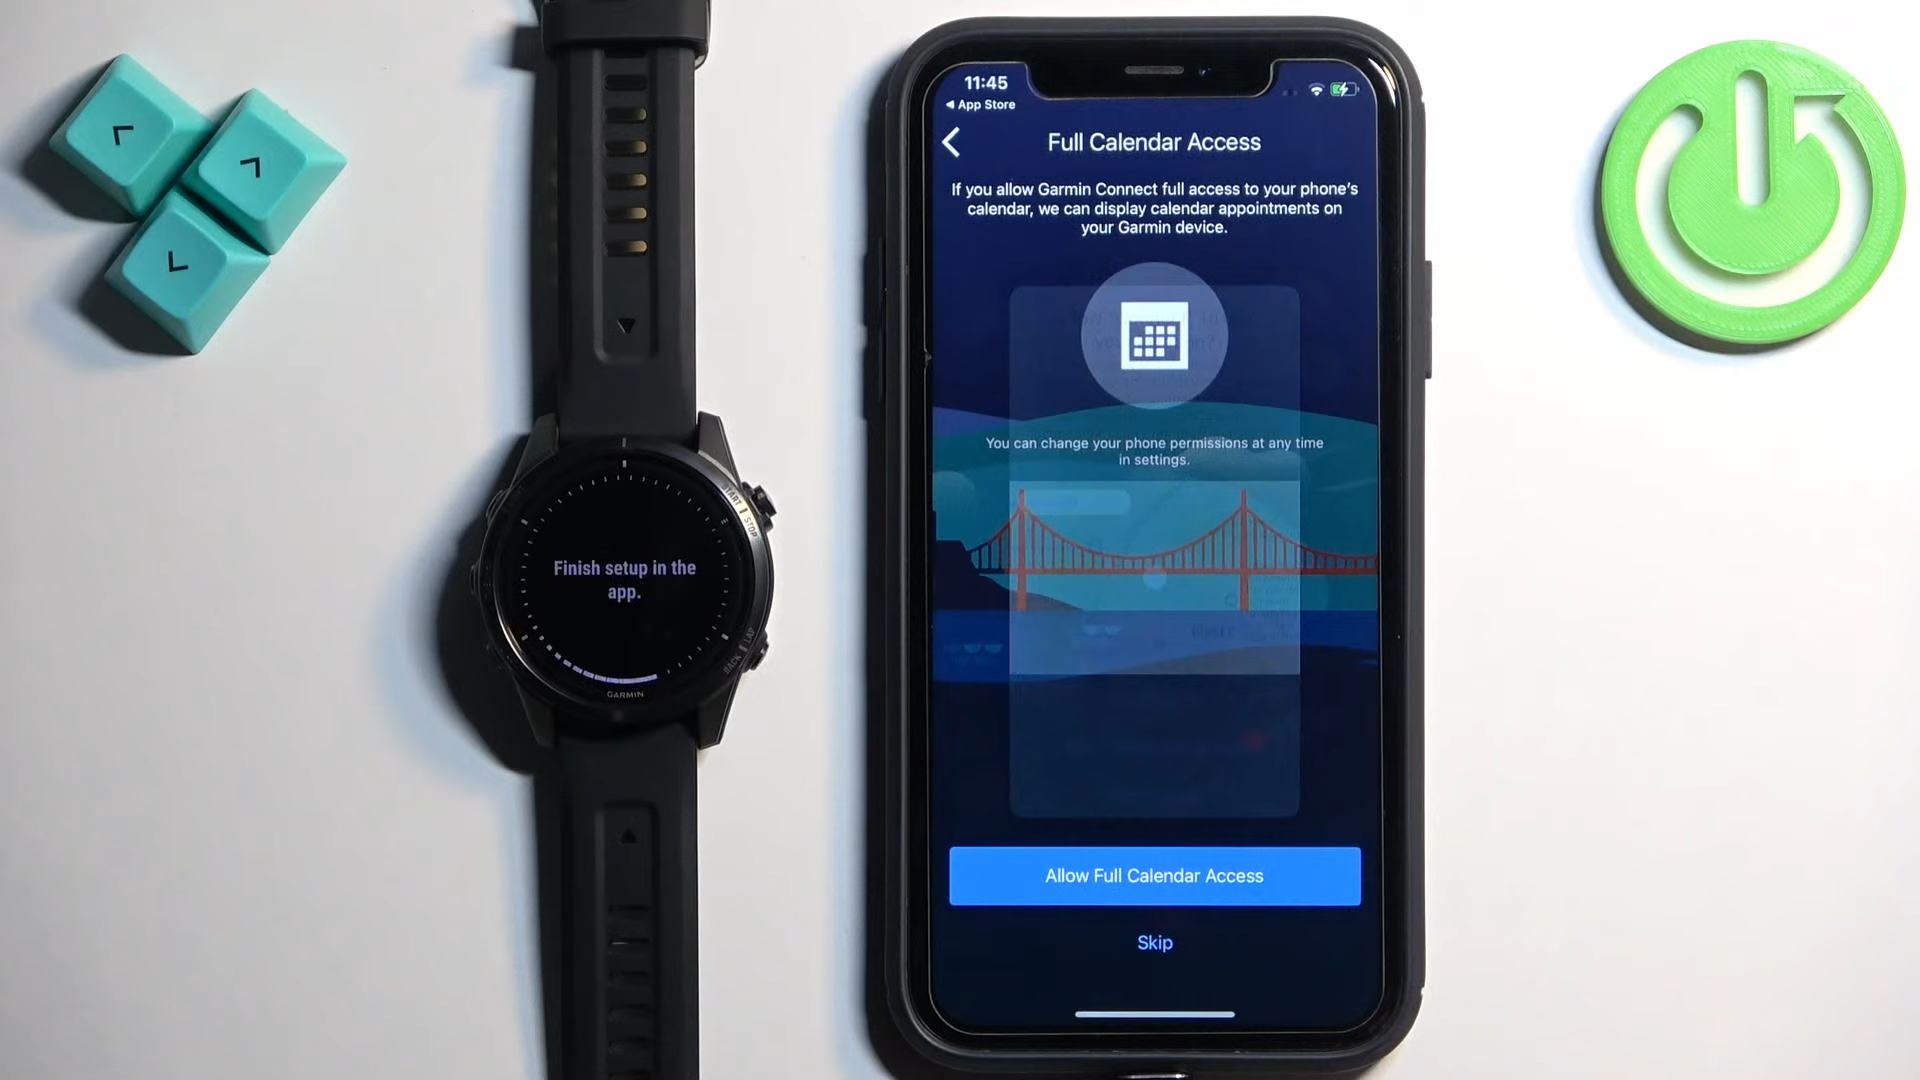 11:45
◀ App Store
Full Calendar Access
If you allow Garmin Connect full access to your phone's
calendar, we can display calendar appointments on
your Garmin device.
You can change your phone permissions at any time
in settings.
Allow Full Calendar Access
Skip
START
STOP
Finish setup in the
app.
LAP
BACK
GARMIN